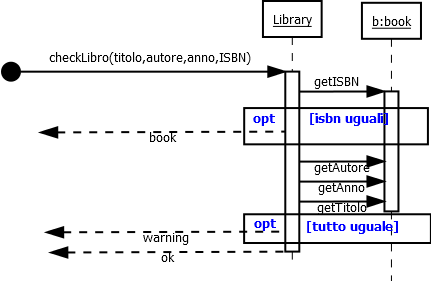 Library
b:book
checkLibro(titolo,autore,anno,ISBN)
getISBN
opt [isbn uguali]
book
getAutore
getAnno
getTitolo
opt [tutto uguale]
warning
ok